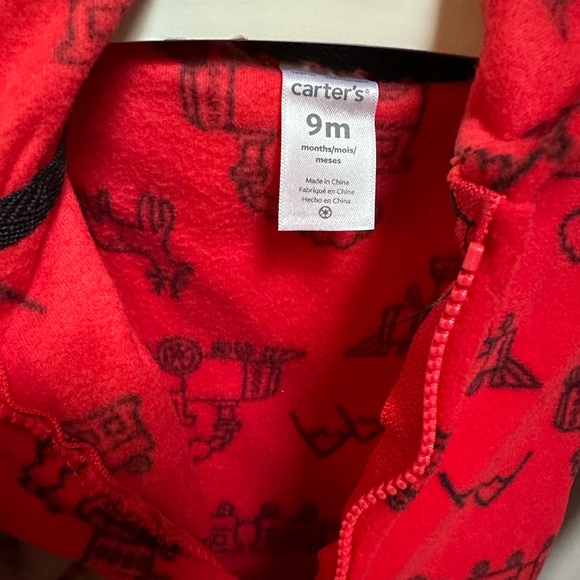 carter's®
9m
months/mois/
meses
Made in China
Fabriqué en Chine
Hecho en China